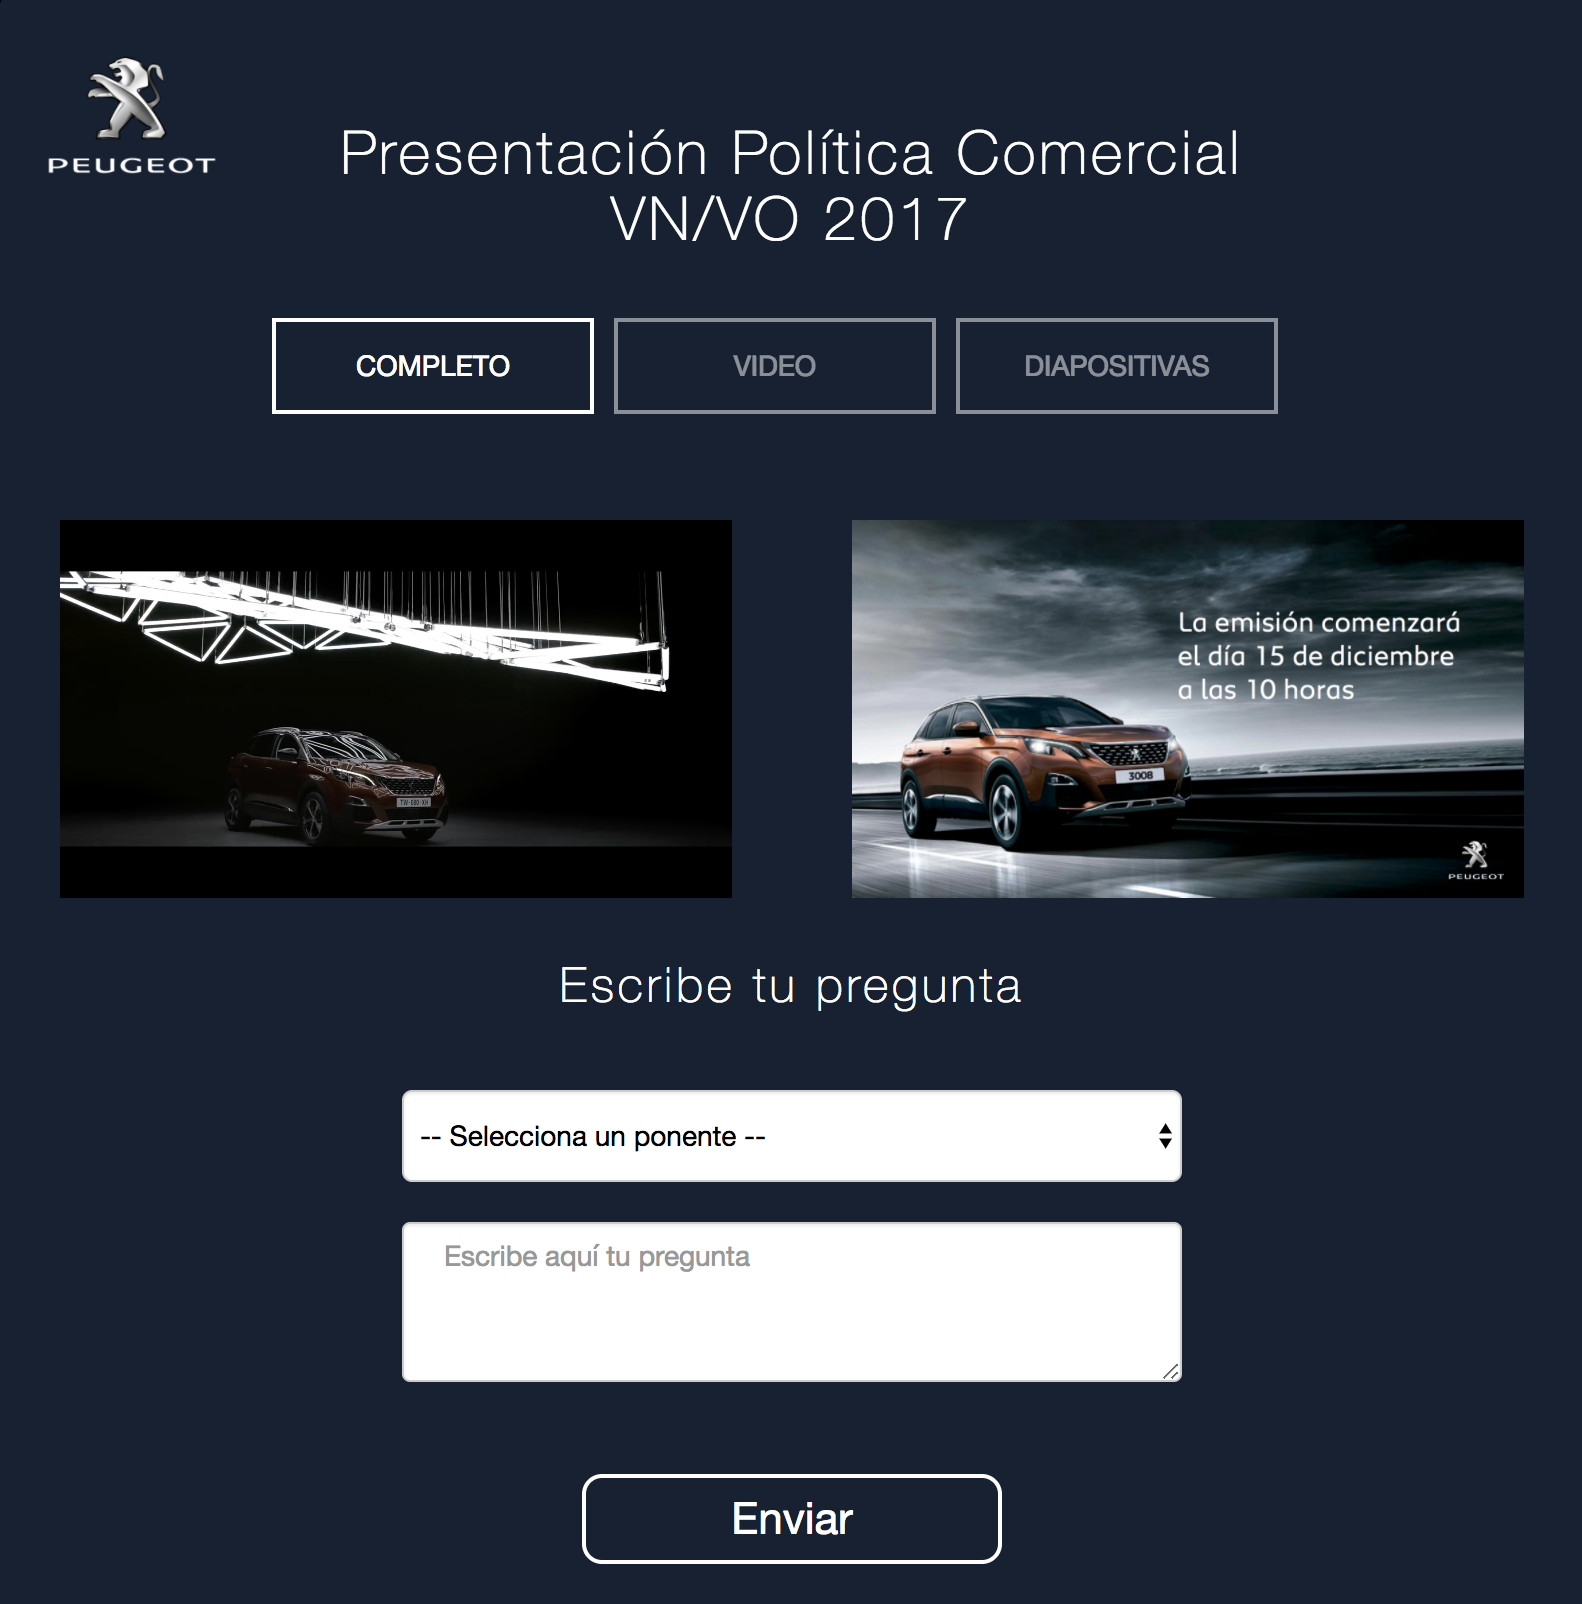 PEUGEOT
Presentación Política Comercial
VN/VO 2017
COMPLETO
VIDEO
DIAPOSITIVAS
TW-080-XH
La emisión comenzará
el día 15 de diciembre
a las 10 horas
3008
PEUGEOT
Escribe tu pregunta
-- Selecciona un ponente --
Escribe aquí tu pregunta
Enviar